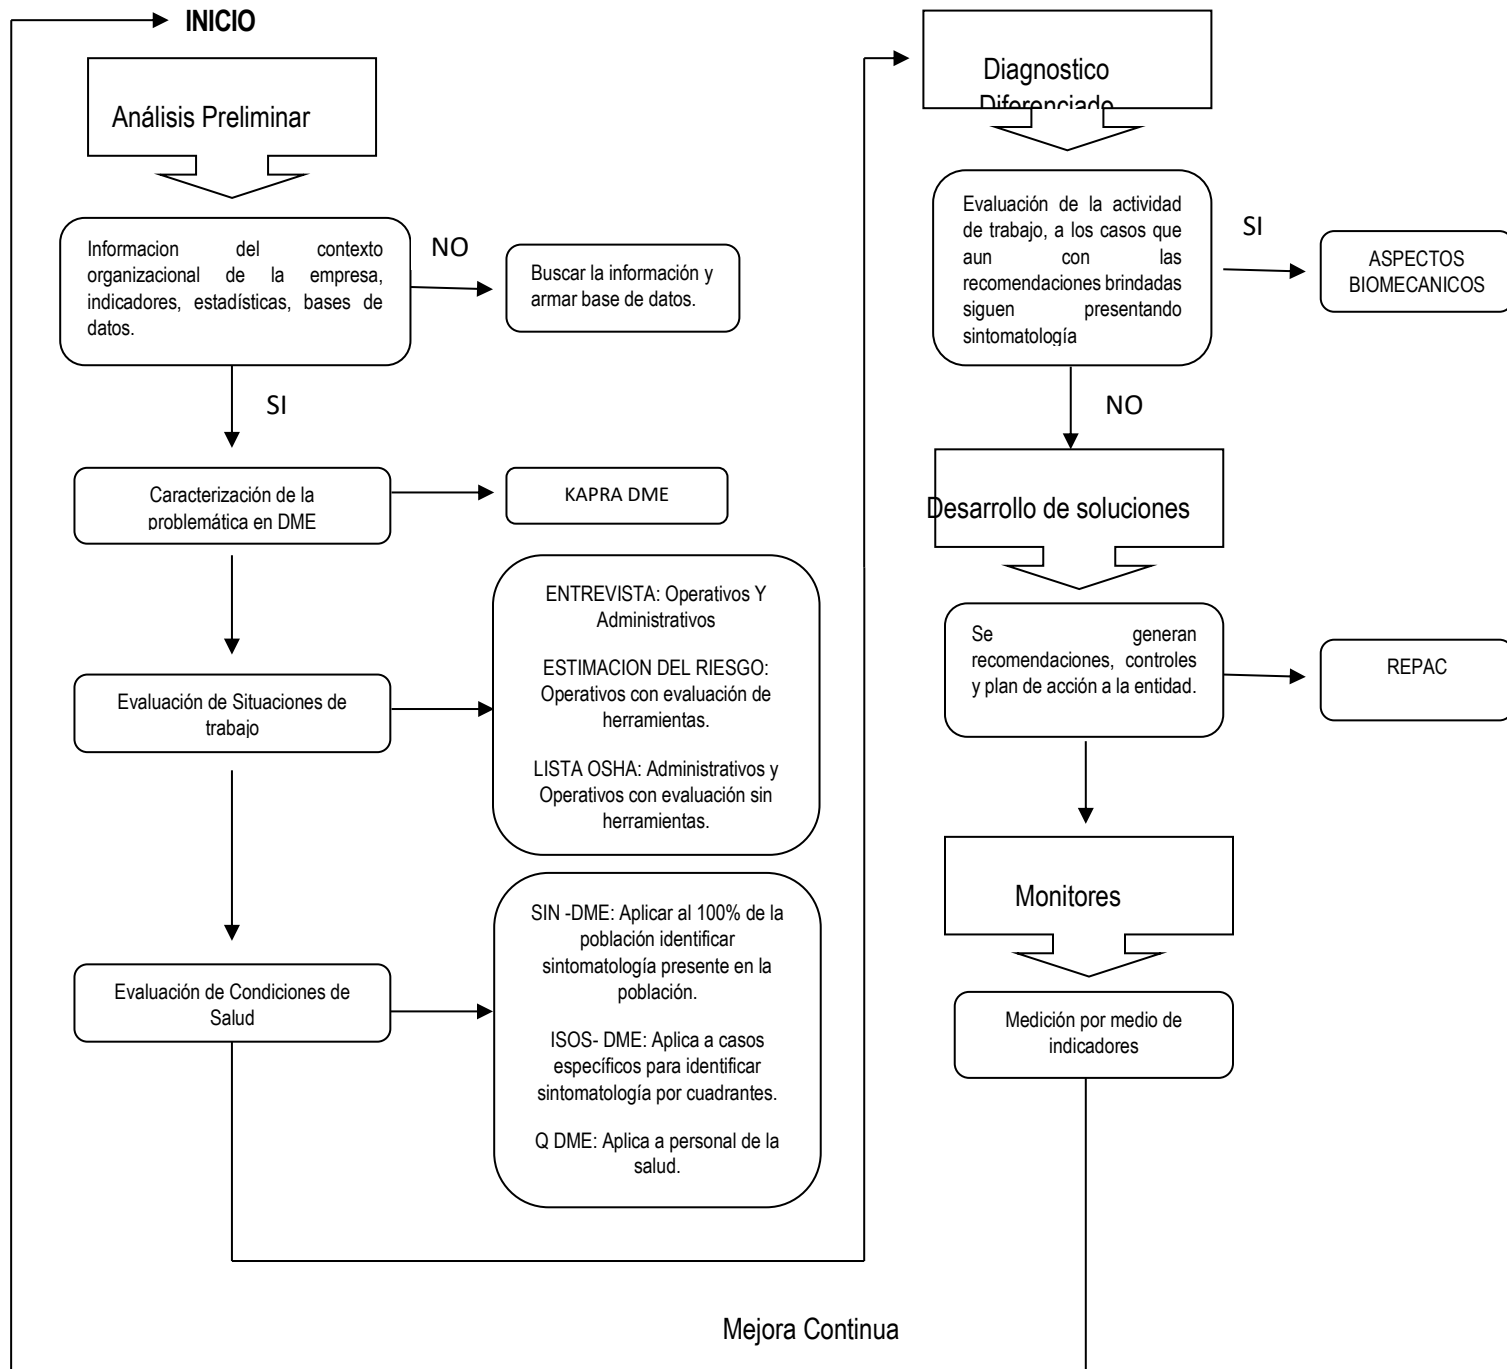 INICIO
Análisis Preliminar
Informacion del contexto
organizacional de la empresa,
indicadores, estadísticas, bases de
datos.
NO
Buscar la información y
armar base de datos.
SI
Caracterización de la
problemática en DME
KAPRA DME
Evaluación de Situaciones de
trabajo
ENTREVISTA: Operativos Y
Administrativos
ESTIMACION DEL RIESGO:
Operativos con evaluación de
herramientas.
LISTA OSHA: Administrativos y
Operativos con evaluación sin
herramientas.
Evaluación de Condiciones de
Salud
SIN -DME: Aplicar al 100% de la
población identificar
sintomatología presente en la
población.
ISOS- DME: Aplica a casos
específicos para identificar
sintomatología por cuadrantes.
Q DME: Aplica a personal de la
salud.
Diagnostico
Diferenciado
Evaluación de la actividad
de trabajo, a los casos que
aun con las
recomendaciones brindadas
siguen presentando
sintomatología
SI
ASPECTOS
BIOMECANICOS
NO
Desarrollo de soluciones
Se generan
recomendaciones, controles
y plan de acción a la entidad.
REPAC
Monitores
Medición por medio de
indicadores
Mejora Continua